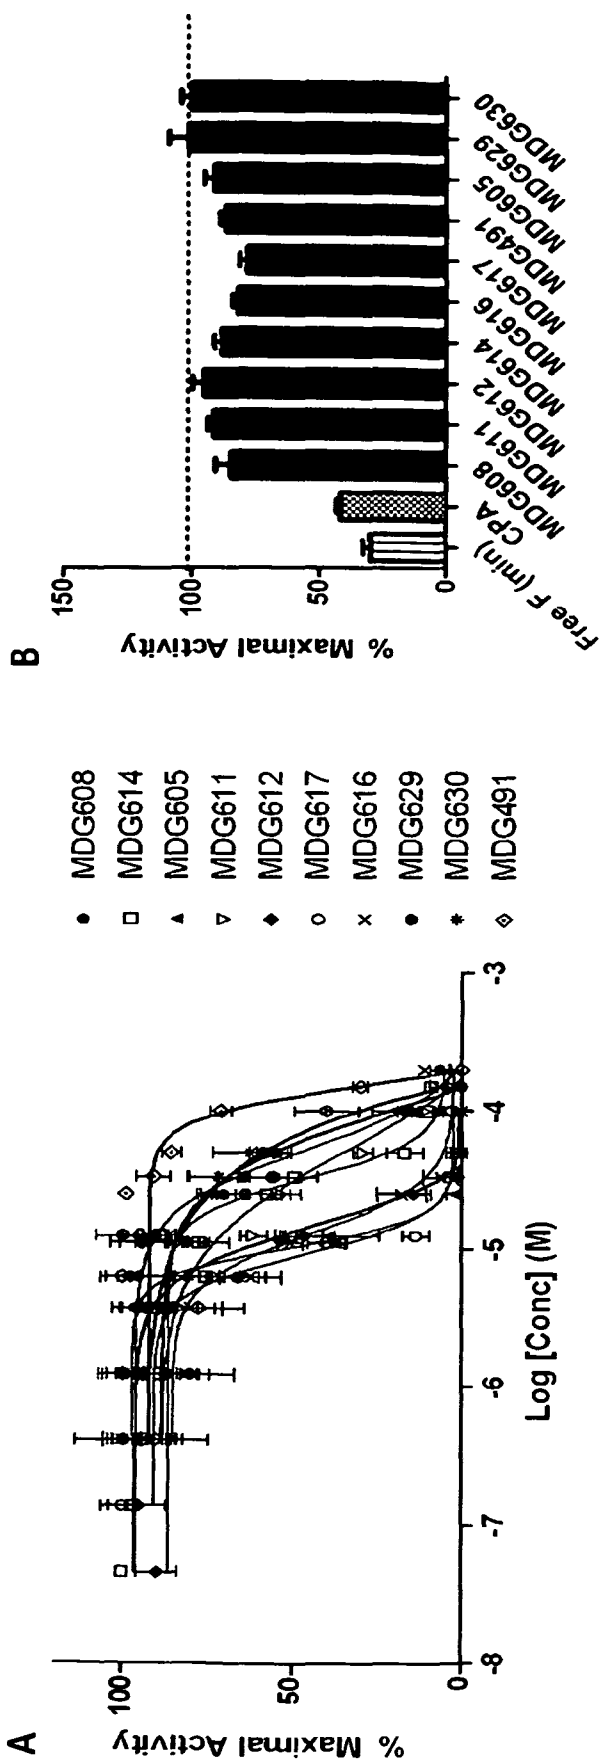 A
% Maximal Activity
100
50
0
-8
-7
-6
-5
-4
-3
Log [Conc] (M)
MDG608
MDG614
MDG605
MDG611
MDG612
MDG617
MDG616
MDG629
MDG630
MDG491
B
% Maximal Activity
150
100
50
0
Free F (min)
CPA
MDG608
MDG611
MDG612
MDG614
MDG616
MDG617
MDG491
MDG605
MDG629
MDG630